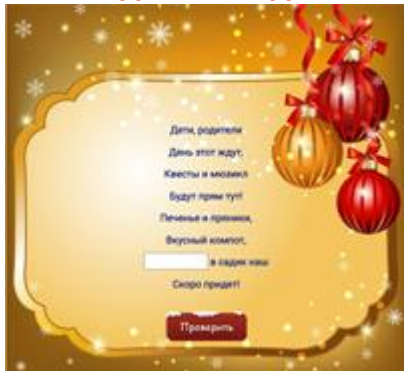 Дети, родители
День этот ждут,
Квесты и мюзикл
Будут прям тут!
Печенье и пряники,
Вкусный компот,
в садик наш
Скоро придет!
Проверить